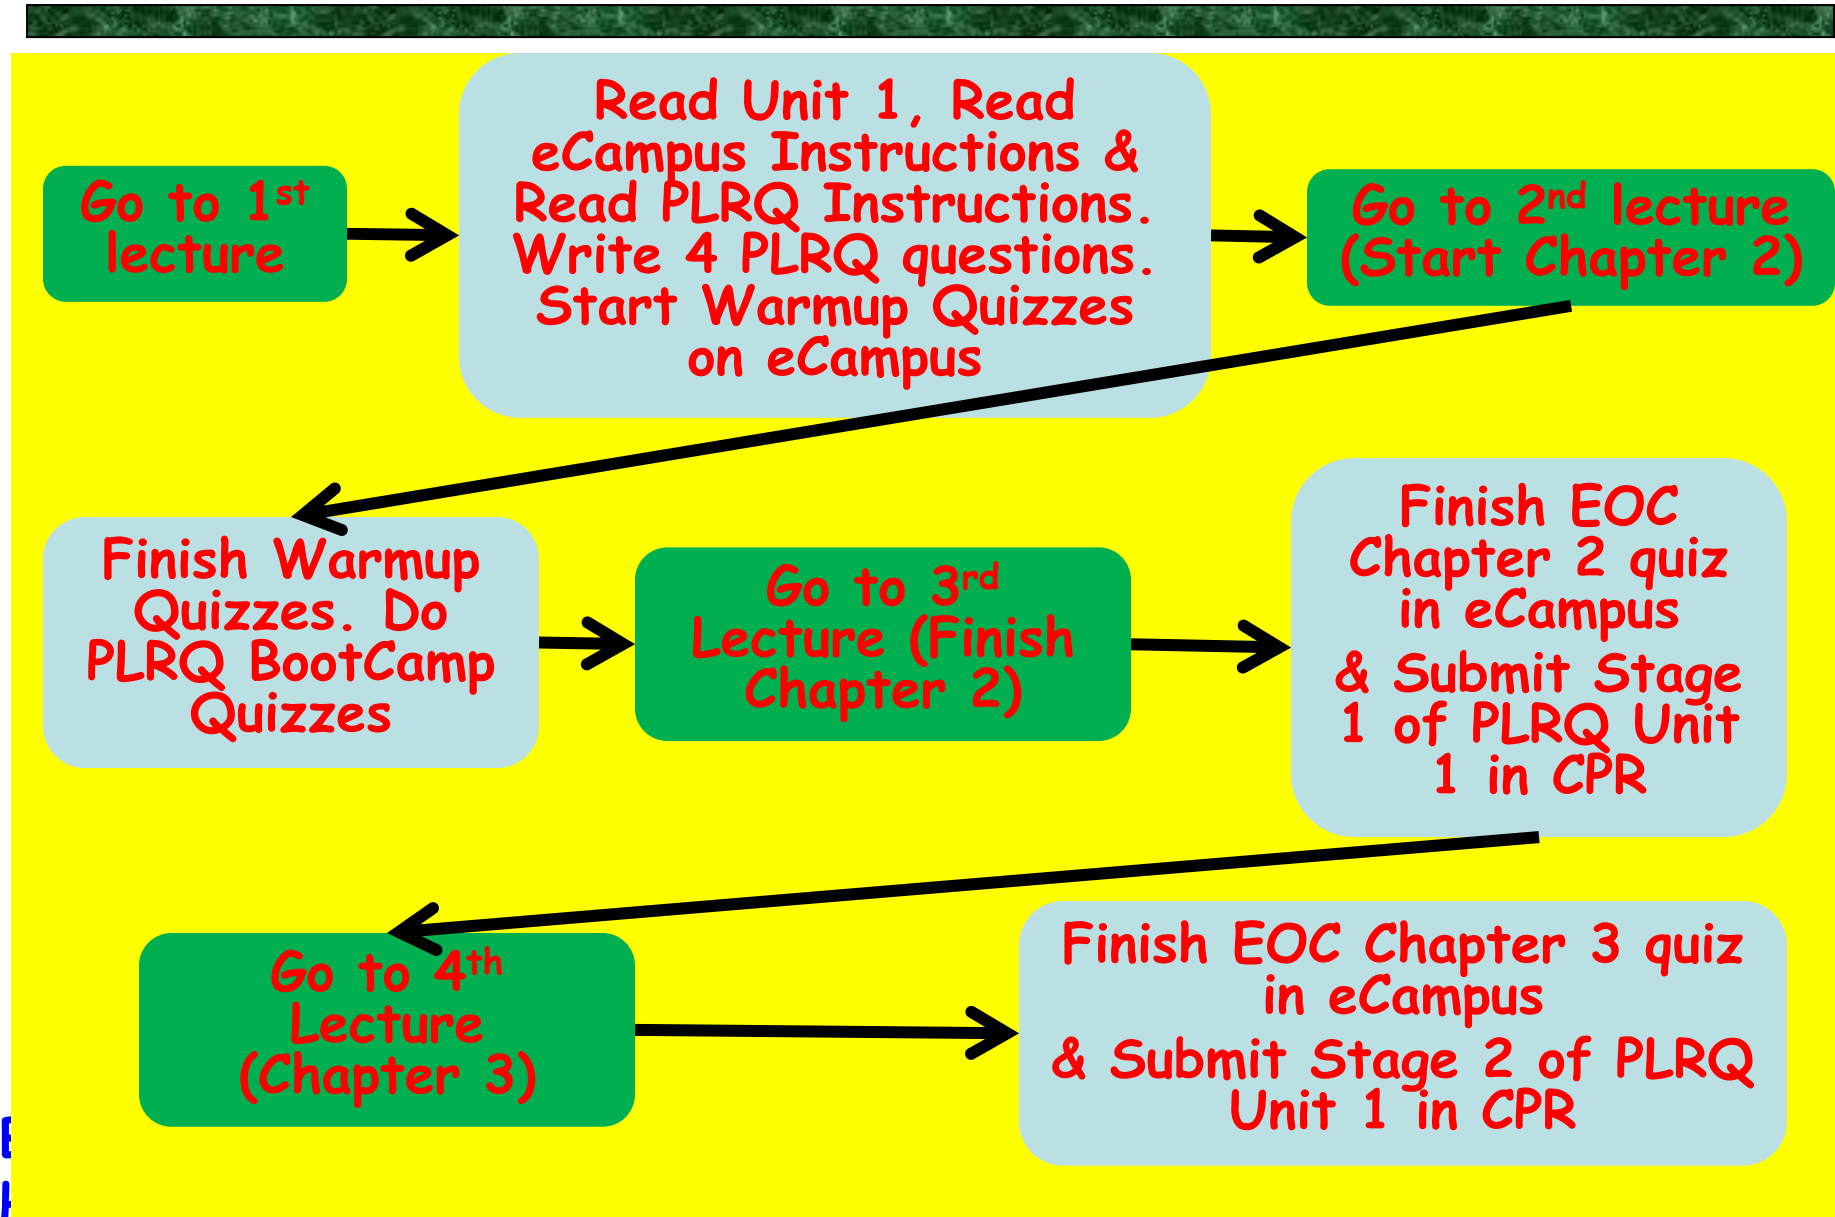 Go to 1st
lecture
Read Unit 1, Read
eCampus Instructions &
Read PLRQ Instructions.
Write 4 PLRQ questions.
Start Warmup Quizzes
on eCampus
Go to 2nd lecture
(Start Chapter 2)
Finish Warmup
Quizzes. Do
PLRQ BootCamp
Quizzes
Go to 3rd
Lecture (Finish
Chapter 2)
Finish EOC
Chapter 2 quiz
in eCampus
& Submit Stage
1 of PLRQ Unit
1 in CPR
Go to 4th
Lecture
(Chapter 3)
Finish EOC Chapter 3 quiz
in eCampus
& Submit Stage 2 of PLRQ
Unit 1 in CPR